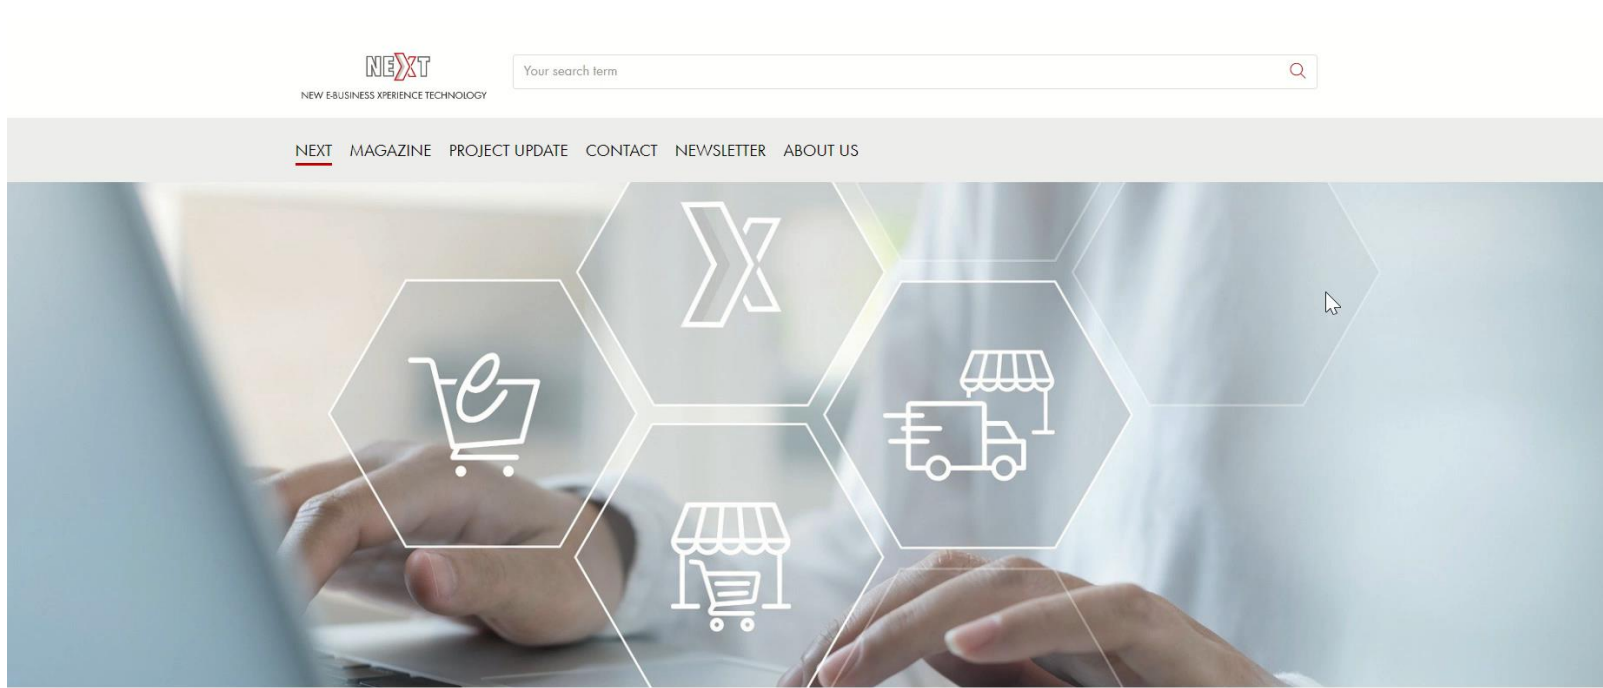 NEXT
NEW E-BUSINESS XPERIENCE TECHNOLOGY
Your search term
NEXT MAGAZINE PROJECT UPDATE CONTACT NEWSLETTER ABOUT US
X
e